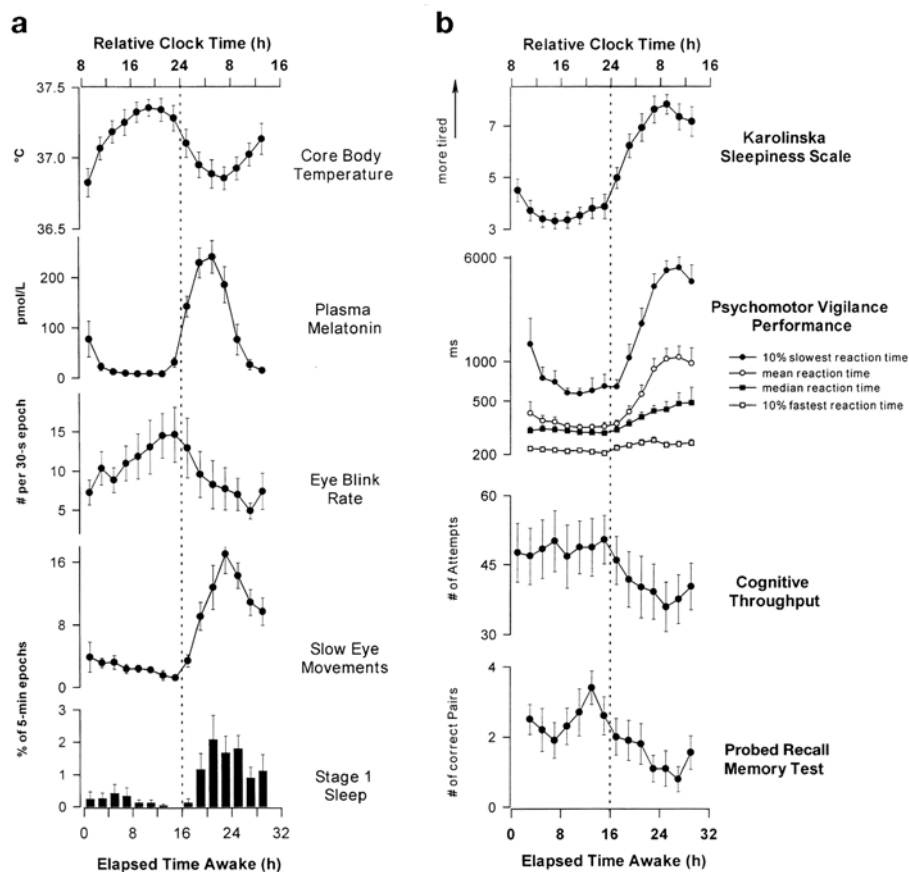 a
Relative Clock Time (h)
8 16 24 8 16
37.5
37.0
36.5
°C
Core Body
Temperature
200
100
0
pmol/L
Plasma
Melatonin
15
10
5
# per 30-s epoch
Eye Blink
Rate
16
8
0
Slow Eye
Movements
% of 5-min epochs
3
2
1
0
Stage 1
Sleep
0 8 16 24 32
Elapsed Time Awake (h)
b
Relative Clock Time (h)
8 16 24 8 16
more tired
7
5
3
Karolinska
Sleepiness Scale
6000
1000
500
200
ms
Psychomotor Vigilance
Performance
10% slowest reaction time
mean reaction time
median reaction time
10% fastest reaction time
60
45
30
# of Attempts
Cognitive
Throughput
4
2
0
# of correct Pairs
Probed Recall
Memory Test
0 8 16 24 32
Elapsed Time Awake (h)